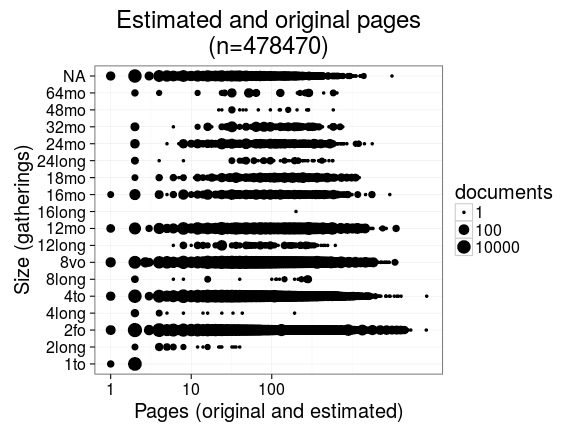 Estimated and original pages
(n=478470)
Size (gatherings)
NA
64mo
48mo
32mo
24mo
24long
18mo
16mo
16long
12mo
12long
8vo
8long
4to
4long
2fo
2long
1to
1 10 100
Pages (original and estimated)
documents
1
100
10000